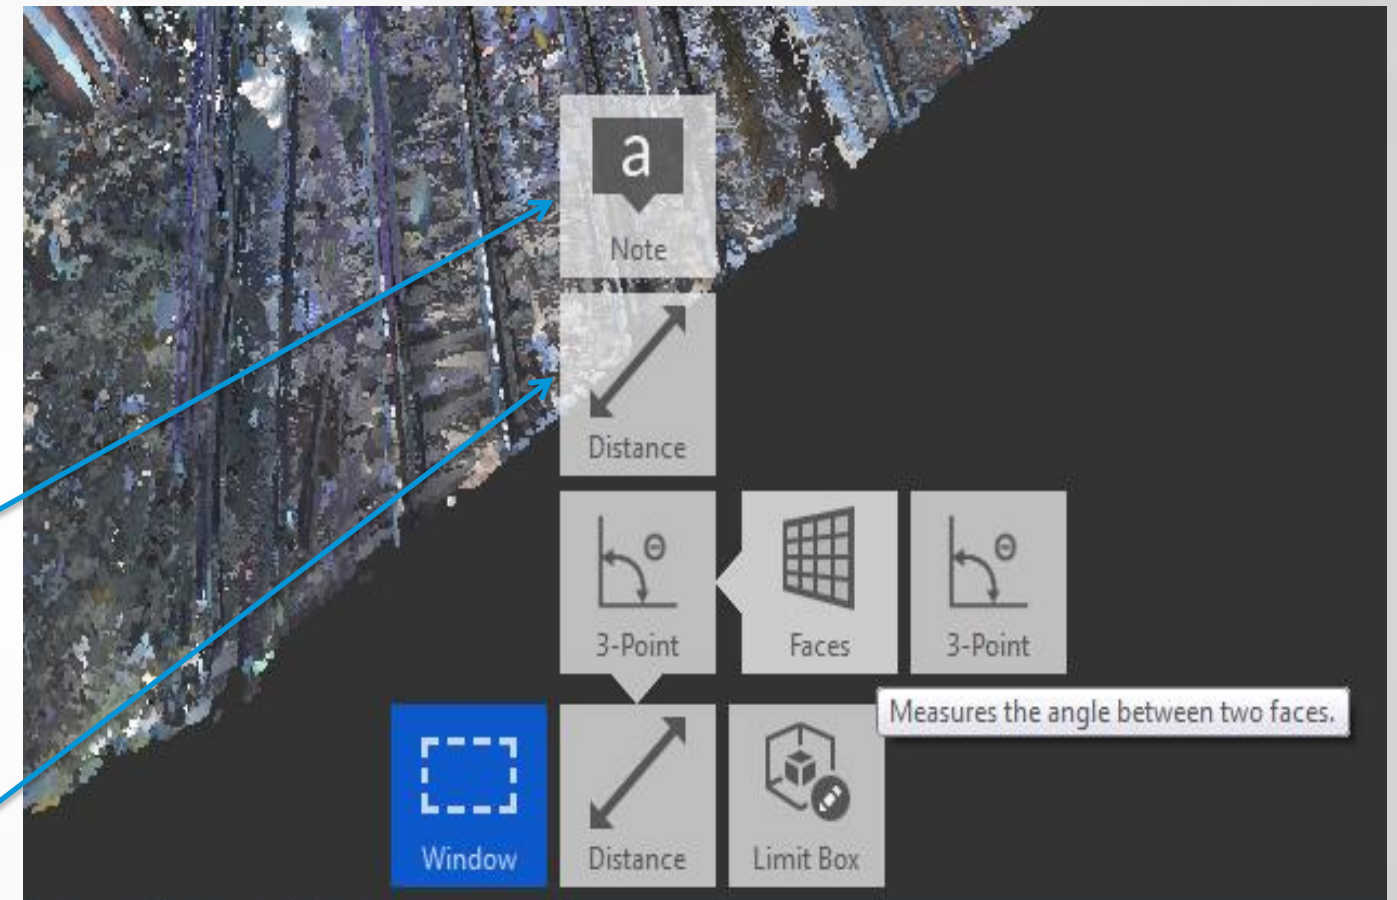 a
Note
Distance
θ
3-Point
Faces
θ
3-Point
Measures the angle between two faces.
Window
Distance
Limit Box